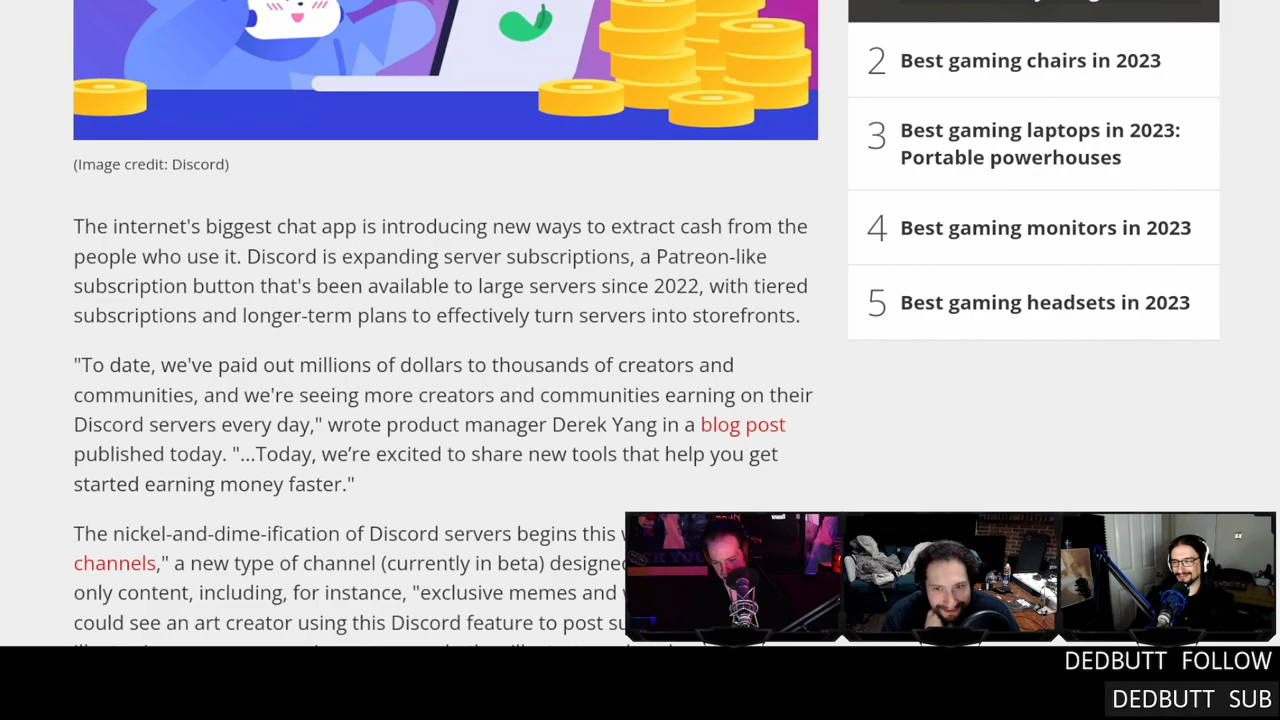 (Image credit: Discord)
The internet's biggest chat app is introducing new ways to extract cash from the
people who use it. Discord is expanding server subscriptions, a Patreon-like
subscription button that's been available to large servers since 2022, with tiered
subscriptions and longer-term plans to effectively turn servers into storefronts.
"To date, we've paid out millions of dollars to thousands of creators and
communities, and we're seeing more creators and communities earning on their
Discord servers every day," wrote product manager Derek Yang in a blog post
published today. "...Today, we’re excited to share new tools that help you get
started earning money faster."
The nickel-and-dime-ification of Discord servers begins this
channels," a new type of channel (currently in beta) designed
only content, including, for instance, "exclusive memes and
could see an art creator using this Discord feature to post
2 Best gaming chairs in 2023
3 Best gaming laptops in 2023:
Portable powerhouses
4 Best gaming monitors in 2023
5 Best gaming headsets in 2023
DEDBUTT FOLLOW
DEDBUTT SUB